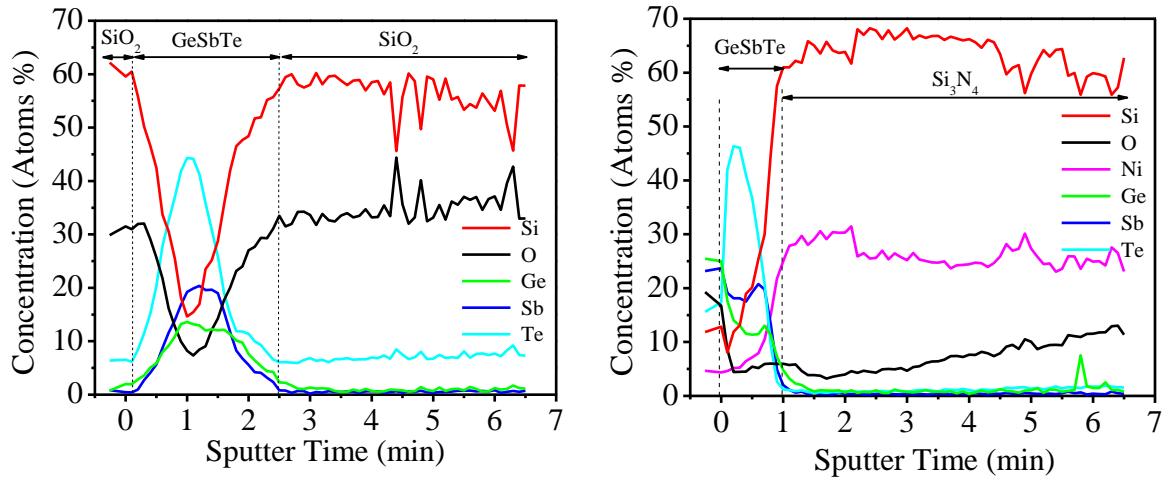 SiO2 GeSbTe SiO2
Concentration (Atoms %)
70
60
50
40
30
20
10
0
Si
O
Ge
Sb
Te
0 1 2 3 4 5 6 7
Sputter Time (min)
GeSbTe
Si3N4
Concentration (Atoms %)
70
60
50
40
30
20
10
0
Si
O
Ni
Ge
Sb
Te
0 1 2 3 4 5 6 7
Sputter Time (min)